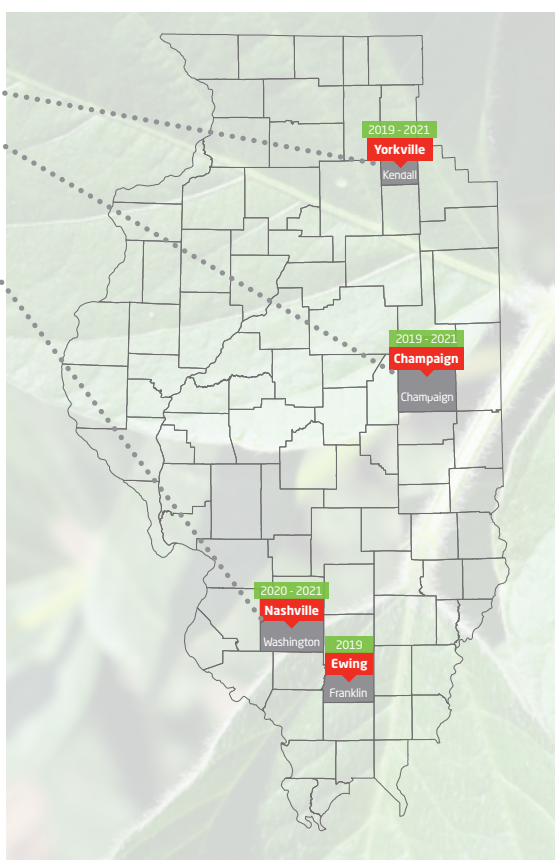 2019 - 2021
Yorkville
Kendall
2019 - 2021
Champaign
Champaign
2020 - 2021
Nashville
Washington
2019
Ewing
Franklin